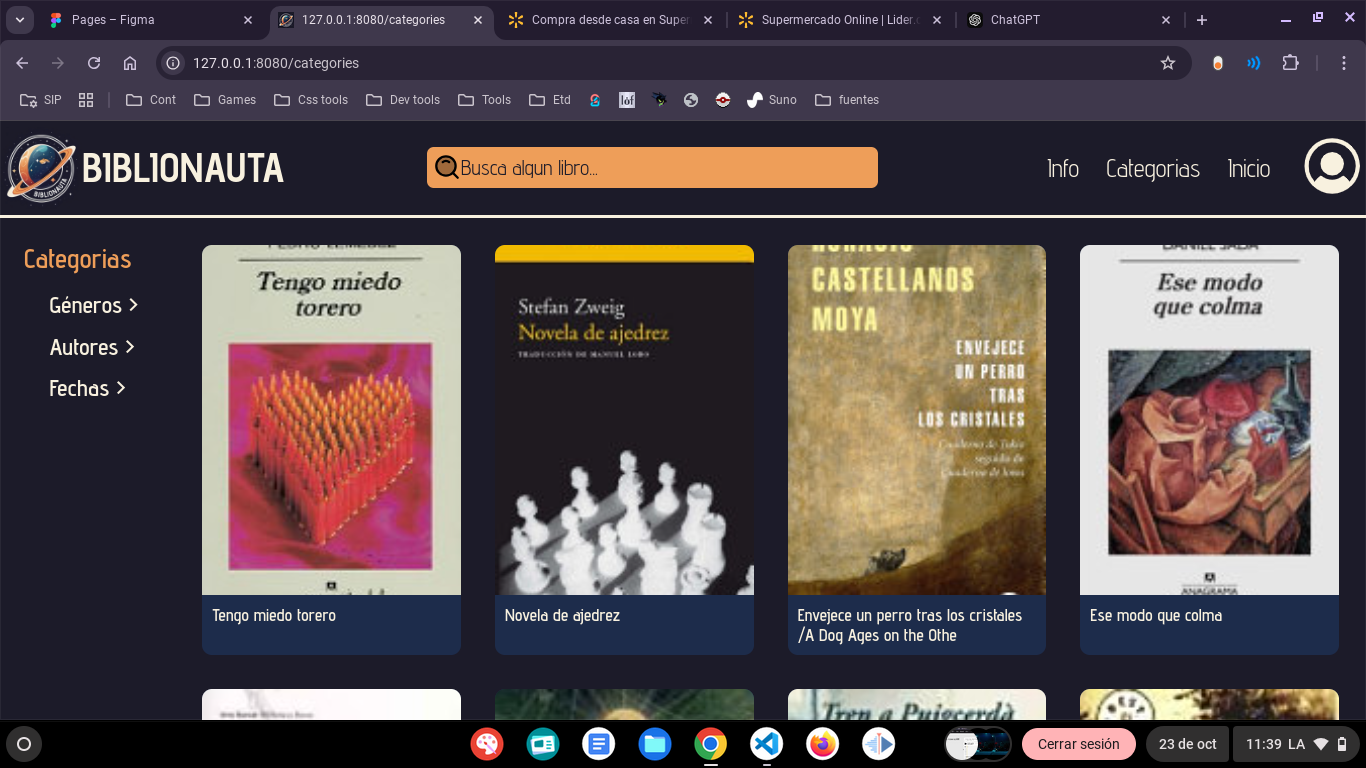 Pages – Figma
127.0.0.1:8080/categories
Compra desde casa en Super
Supermercado Online | Lider.c
ChatGPT
127.0.0.1:8080/categories
SIP
Cont
Games
Css tools
Dev tools
Tools
Etd
lof
Suno
fuentes
BIBLIONAUTA
BIBLIONAUTA
Busca algun libro...
Info
Categorias
Inicio
Categorias
Géneros
Autores
Fechas
Tengo miedo
torero
Tengo miedo torero
Stefan Zweig
Novela de ajedrez
TRADUCCIÓN DE MANUEL LOBO
Novela de ajedrez
HORACIO
CASTELLANOS
MOYA
ENVEJECE
UN PERRO
TRAS
LOS CRISTALES
Cuaderno de Tokio
seguido de
Cuaderno de Iowa
Envejece un perro tras los cristales
/A Dog Ages on the Othe
DANIEL SADA
Ese modo
que colma
ANAGRAMA
Ese modo que colma
Tren a Puigcerdà
Cerrar sesión
23 de oct
11:39 LA